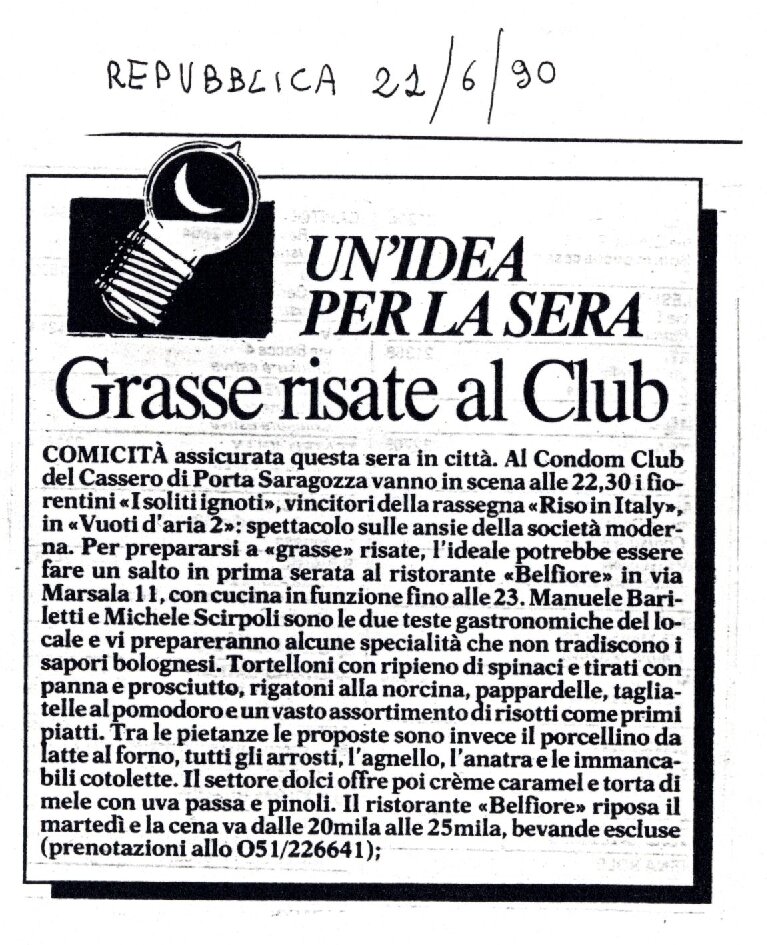 REPUBBLICA 21/6/90
UN'IDEA
PER LA SERA
Grasse risate al Club
COMICITÀ assicurata questa sera in città. Al Condom Club
del Cassero di Porta Saragozza vanno in scena alle 22,30 i fio-
rentini «I soliti ignoti», vincitori della rassegna «Riso in Italy»,
in «Vuoti d'aria 2»: spettacolo sulle ansie della società moder-
na. Per prepararsi a «grasse» risate, l'ideale potrebbe essere
fare un salto in prima serata al ristorante «Belfiore» in via
Marsala 11, con cucina in funzione fino alle 23. Manuele Bari-
letti e Michele Scirpoli sono le due teste gastronomiche del lo-
cale e vi prepareranno alcune specialità che non tradiscono i
sapori bolognesi. Tortelloni con ripieno di spinaci e tirati con
panna e prosciutto, rigatoni alla norcina, pappardelle, taglia-
telle al pomodoro e un vasto assortimento di risotti come primi
piatti. Tra le pietanze le proposte sono invece il porcellino da
latte al forno, tutti gli arrosti, l'agnello, l'anatra e le immanca-
bili cotolette. Il settore dolci offre poi crème caramel e torta di
mele con uva passa e pinoli. Il ristorante «Belfiore» riposa il
martedì e la cena va dalle 20mila alle 25mila, bevande escluse
(prenotazioni allo 051/226641);